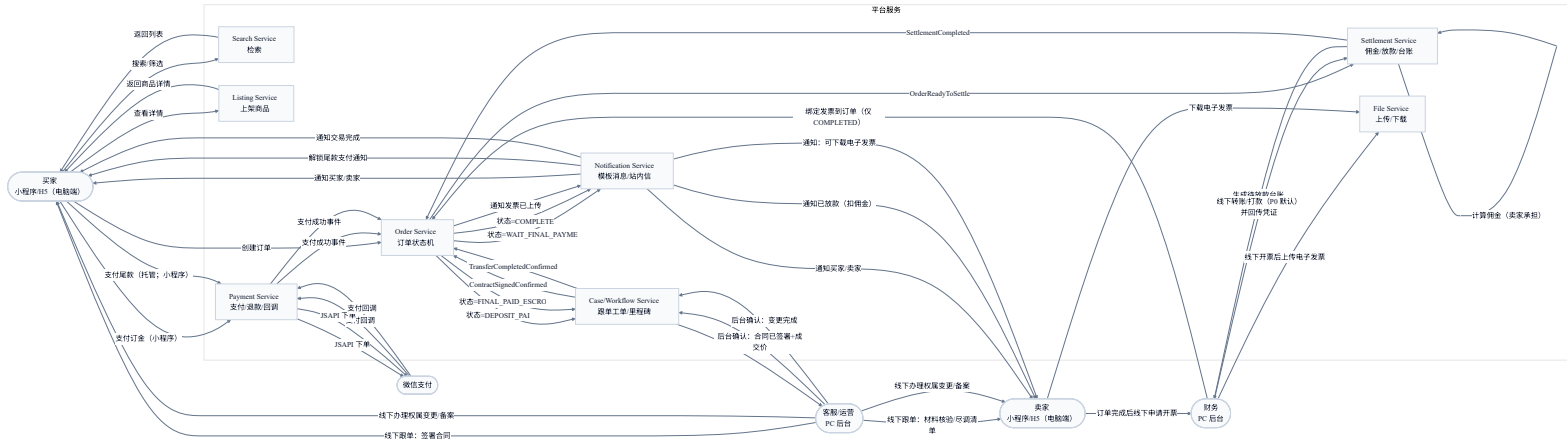 平台服务
返回列表
Search Service
检索
搜索/筛选
返回商品详情
Listing Service
上架商品
查看详情
SettlementCompleted
Settlement Service
佣金/放款/台账
OrderReadyToSettle
下载电子发票
File Service
上传/下载
绑定发票到订单（仅
COMPLETED）
通知交易完成
解锁尾款支付通知
通知买家/卖家
Notification Service
模板消息/站内信
通知：可下载电子发票
买家
小程序/H5（电脑端）
通知发票已上传
状态=COMPLETE
状态=WAIT_FINAL_PAYME
通知已放款（扣佣金）
生成待放款台账
线下转账/打款（P0 默认）
并回传凭证
计算佣金（卖家承担）
支付成功事件
支付成功事件
Order Service
订单状态机
创建订单
线下开票后上传电子发票
通知买家/卖家
TransferCompletedConfirmed
ContractSignedConfirmed
状态=FINAL_PAID_ESCRO
状态=DEPOSIT_PAI
支付尾款（托管；小程序）
Payment Service
支付/退款/回调
支付回调
JSAPI 下
付回调
JSAPI 下单
Case/Workflow Service
跟单工单/里程碑
后台确认：变更完成
后台确认：合同已签署+成
交价
支付订金（小程序）
微信支付
线下办理权属变更/备案
线下跟单：签署合同
客服/运营
PC 后台
线下办理权属变更/备案
线下跟单：材料核验/尽调清
单
卖家
小程序/H5（电脑端）
订单完成后线下申请开票
财务
PC 后台